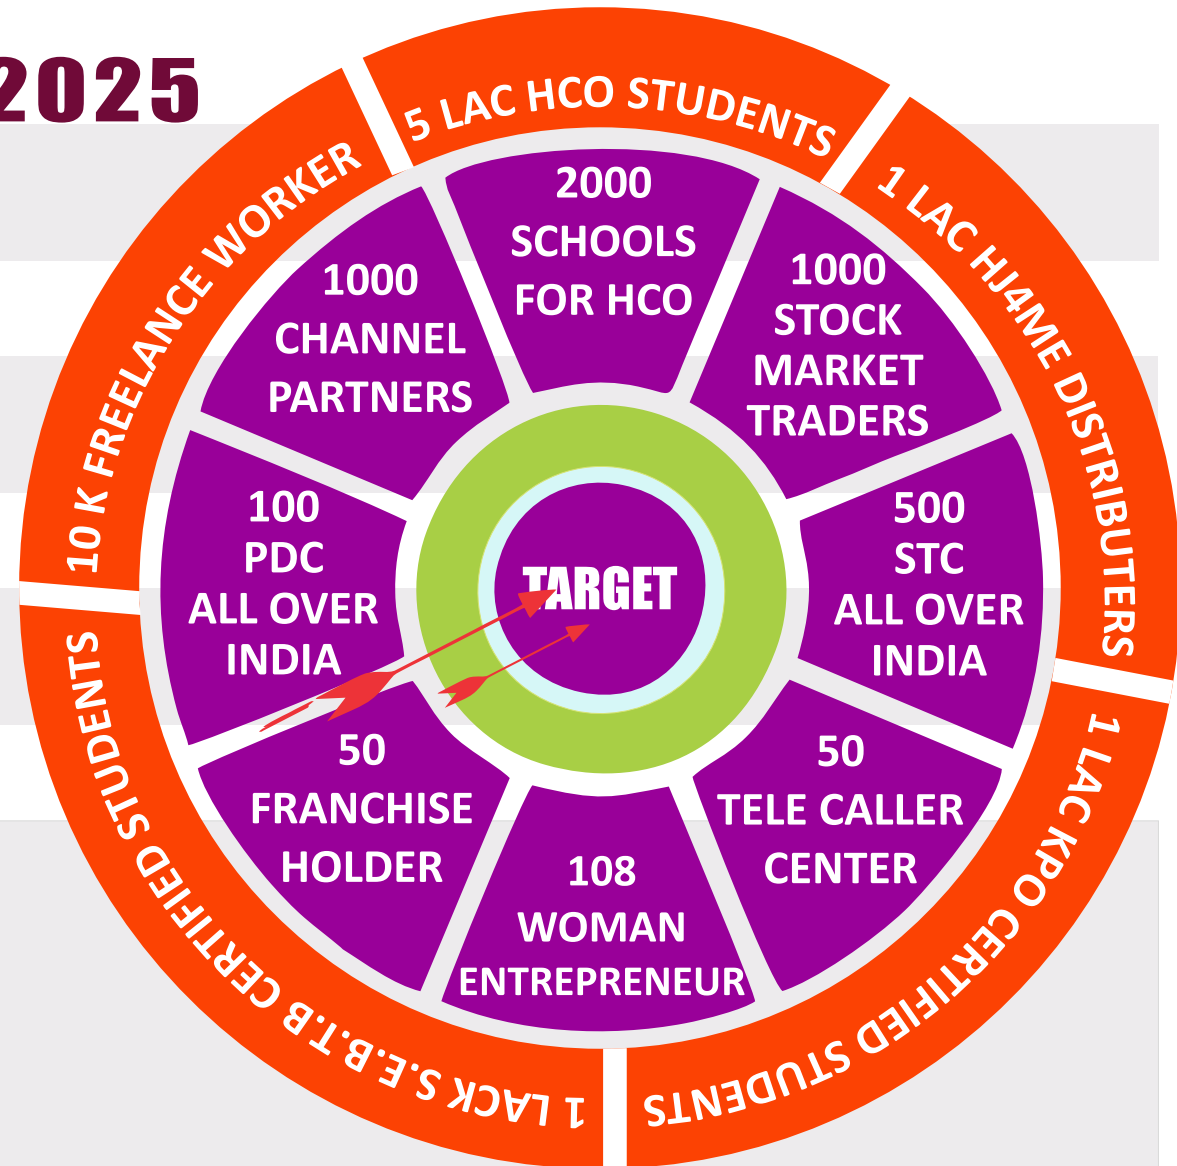 2025
5 LAC HCO STUDENTS
1 LAC HJ4ME DISTRIBUTERS
1 LAC KPO CERTIFIED STUDENTS
1 LACK S.E.B.T.B CERTIFIED STUDENTS
10 K FREELANCE WORKER
2000
SCHOOLS
FOR HCO
1000
STOCK
MARKET
TRADERS
500
STC
ALL OVER
INDIA
50
TELE CALLER
CENTER
108
WOMAN
ENTREPRENEUR
50
FRANCHISE
HOLDER
100
PDC
ALL OVER
INDIA
1000
CHANNEL
PARTNERS
TARGET